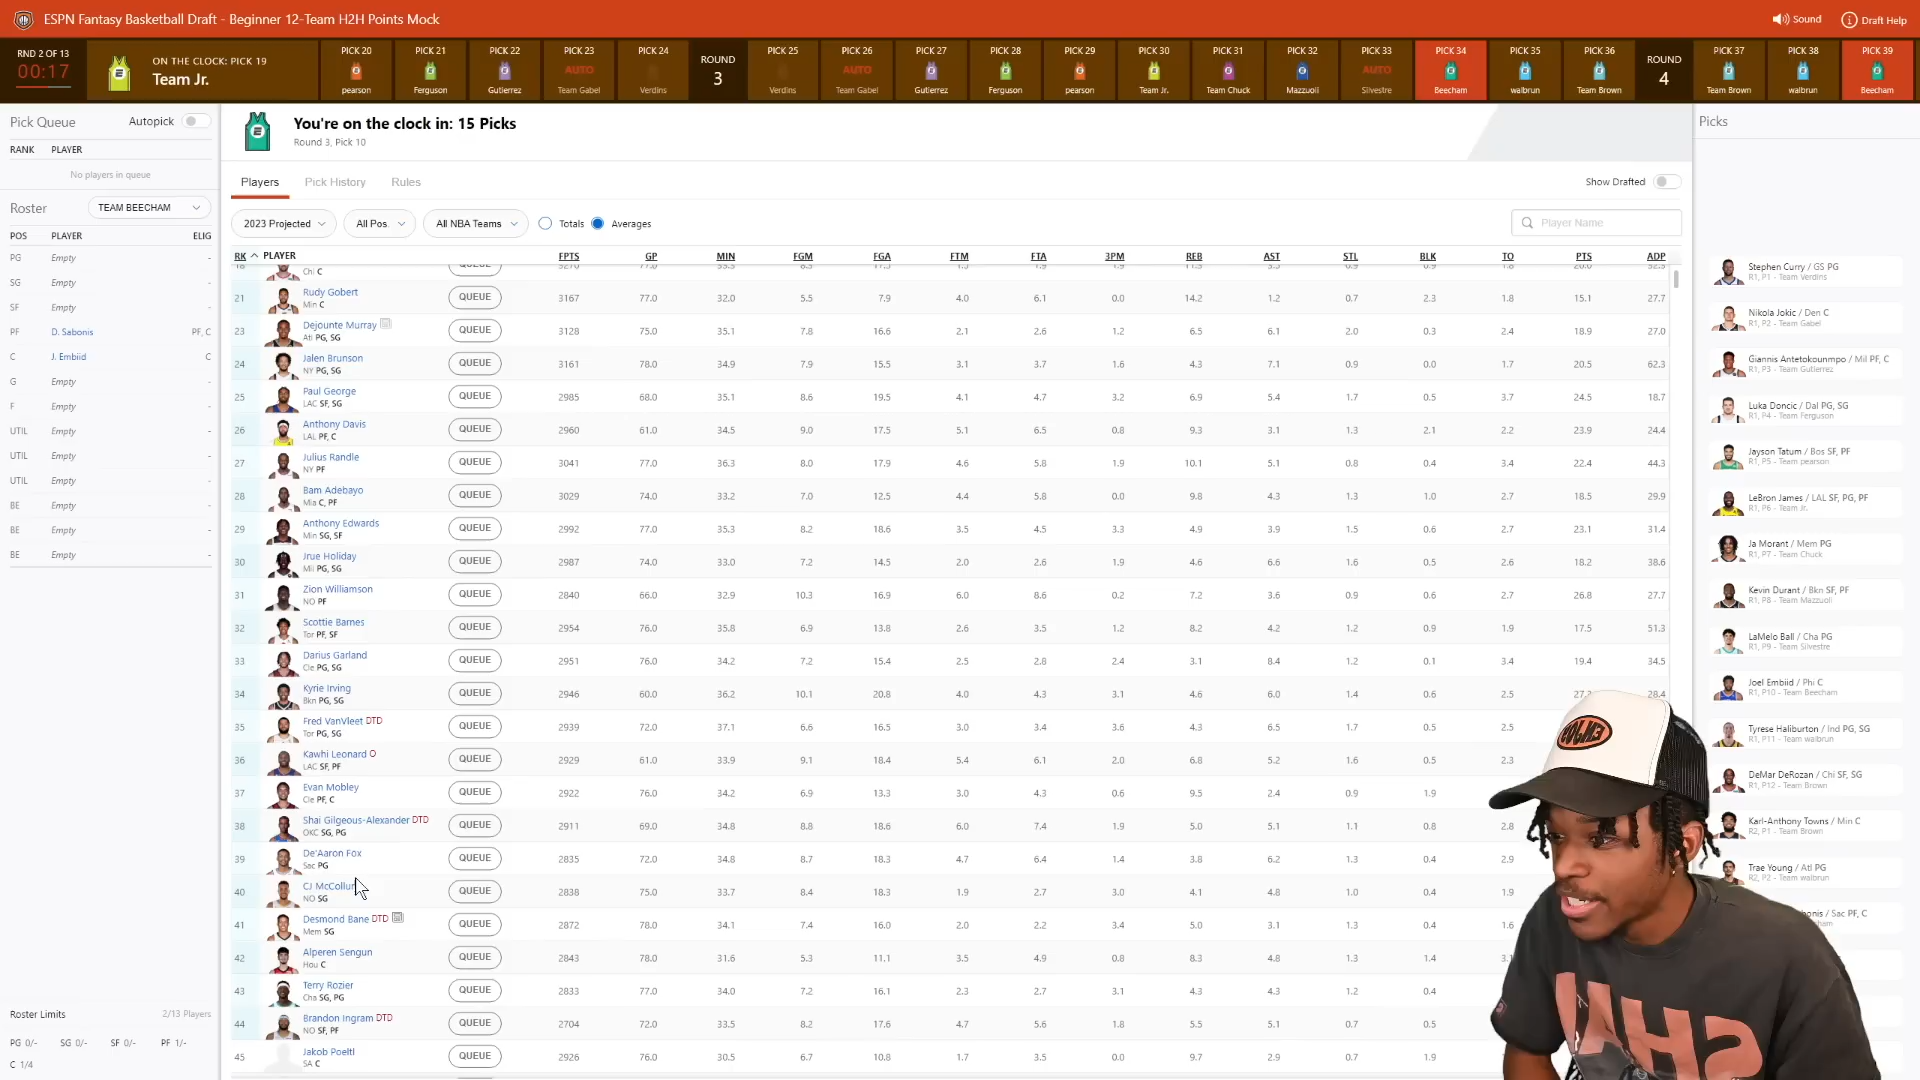 ESPN Fantasy Basketball Draft - Beginner 12-Team H2H Points Mock
Sound
Draft Help
RND 2 OF 13
00:17
ON THE CLOCK: PICK 19
Team Jr.
PICK 20
pearson
PICK 21
Ferguson
PICK 22
Gutierrez
PICK 23
AUTO
Team Gabel
PICK 24
Verdins
ROUND
3
PICK 25
Verdins
PICK 26
AUTO
Team Gabel
PICK 27
Gutierrez
PICK 28
Ferguson
PICK 29
pearson
PICK 30
Team Jr.
PICK 31
Team Chuck
PICK 32
Mazzuoli
PICK 33
AUTO
Silvestre
PICK 34
Beecham
PICK 35
walbrun
PICK 36
Team Brown
ROUND
4
PICK 37
Team Brown
PICK 38
walbrun
PICK 39
Beecham
Pick Queue
Autopick
RANK PLAYER
No players in queue
Roster
TEAM BEECHAM
POS PLAYER ELIG
PG Empty -
SG Empty -
SF Empty -
PF D. Sabonis PF, C
C J. Embiid C
G Empty -
F Empty -
UTIL Empty -
UTIL Empty -
UTIL Empty -
BE Empty -
BE Empty -
BE Empty -
Roster Limits 2/13 Players
PG 0/- SG 0/- SF 0/- PF 1/-
C 1/4
You're on the clock in: 15 Picks
Round 3, Pick 10
Players Pick History Rules
Show Drafted
2023 Projected All Pos. All NBA Teams Totals Averages
Player Name
RK PLAYER FPTS GP MIN FGM FGA FTM FTA 3PM REB AST STL BLK TO PTS ADP
Chi C
21 Rudy Gobert Min C QUEUE 3167 77.0 32.0 5.5 7.9 4.0 6.1 0.0 14.2 1.2 0.7 2.3 1.8 15.1 27.7
23 Dejounte Murray Atl PG, SG QUEUE 3128 75.0 35.1 7.8 16.6 2.1 2.6 1.2 6.5 6.1 2.0 0.3 2.4 18.9 27.0
24 Jalen Brunson NY PG, SG QUEUE 3161 78.0 34.9 7.9 15.5 3.1 3.7 1.6 4.3 7.1 0.9 0.0 1.7 20.5 62.3
25 Paul George LAC SF, SG QUEUE 2985 68.0 35.1 8.6 19.5 4.1 4.7 3.2 6.9 5.4 1.7 0.5 3.7 24.5 18.7
26 Anthony Davis LAL PF, C QUEUE 2960 61.0 34.5 9.0 17.5 5.1 6.5 0.8 9.3 3.1 1.3 2.1 2.2 23.9 24.4
27 Julius Randle NY PF QUEUE 3041 77.0 36.3 8.0 17.9 4.6 5.8 1.9 10.1 5.1 0.8 0.4 3.4 22.4 44.3
28 Bam Adebayo Mia C, PF QUEUE 3029 74.0 33.2 7.0 12.5 4.4 5.8 0.0 9.8 4.3 1.3 1.0 2.7 18.5 29.9
29 Anthony Edwards Min SG, SF QUEUE 2992 77.0 35.3 8.2 18.6 3.5 4.5 3.3 4.9 3.9 1.5 0.6 2.7 23.1 31.4
30 Jrue Holiday Mil PG, SG QUEUE 2987 74.0 33.0 7.2 14.5 2.0 2.6 1.9 4.6 6.6 1.6 0.5 2.6 18.2 38.6
31 Zion Williamson NO PF QUEUE 2840 66.0 32.9 10.3 16.9 6.0 8.6 0.2 7.2 3.6 0.9 0.6 2.7 26.8 27.7
32 Scottie Barnes Tor PF, SF QUEUE 2954 76.0 35.8 6.9 13.8 2.6 3.5 1.2 8.2 4.2 1.2 0.9 1.9 17.5 51.3
33 Darius Garland Cle PG, SG QUEUE 2951 76.0 34.2 7.2 15.4 2.5 2.8 2.4 3.1 8.4 1.2 0.1 3.4 19.4 34.5
34 Kyrie Irving Bkn PG, SG QUEUE 2946 60.0 36.2 10.1 20.8 4.0 4.3 3.1 4.6 6.0 1.4 0.6 2.5 28.4
35 Fred VanVleet DTD Tor PG, SG QUEUE 2939 72.0 37.1 6.6 16.5 3.0 3.4 3.6 4.3 6.5 1.7 0.5 2.5
36 Kawhi Leonard O LAC SF, PF QUEUE 2929 61.0 33.9 9.1 18.4 5.4 6.1 2.0 6.8 5.2 1.6 0.5 2.3
37 Evan Mobley Cle PF, C QUEUE 2922 76.0 34.2 6.9 13.3 3.0 4.3 0.6 9.5 2.4 0.9 1.9
38 Shai Gilgeous-Alexander DTD OKC SG, PG QUEUE 2911 69.0 34.8 8.8 18.6 6.0 7.4 1.9 5.0 5.1 1.1 0.8 2.8
39 De'Aaron Fox Sac PG QUEUE 2835 72.0 34.8 8.7 18.3 4.7 6.4 1.4 3.8 6.2 1.3 0.4 2.9
40 CJ McCollum NO SG QUEUE 2838 75.0 33.7 8.4 18.3 1.9 2.7 3.0 4.1 4.8 1.0 0.4 1.9
41 Desmond Bane DTD Mem SG QUEUE 2872 78.0 34.1 7.4 16.0 2.0 2.2 3.4 5.0 3.1 1.3 0.4 1.6
42 Alperen Sengun Hou C QUEUE 2843 78.0 31.6 5.3 11.1 3.5 4.9 0.8 8.3 4.8 1.3 1.4 3.1
43 Terry Rozier Cha SG, PG QUEUE 2833 77.0 34.0 7.2 16.1 2.3 2.7 3.1 4.3 4.3 1.2 0.4
44 Brandon Ingram DTD NO SF, PF QUEUE 2704 72.0 33.5 8.2 17.6 4.7 5.6 1.8 5.5 5.1 0.7 0.5
45 Jakob Poeltl SA C QUEUE 2926 76.0 30.5 6.7 10.8 1.7 3.5 0.0 9.7 2.9 0.7 1.9
Picks
Stephen Curry / GS PG
R1, P1 - Team Verdins
Nikola Jokic / Den C
R1, P2 - Team Gabel
Giannis Antetokounmpo / Mil PF, C
R1, P3 - Team Gutierrez
Luka Doncic / Dal PG, SG
R1, P4 - Team Ferguson
Jayson Tatum / Bos SF, PF
R1, P5 - Team pearson
LeBron James / LAL SF, PG, PF
R1, P6 - Team Jr.
Ja Morant / Mem PG
R1, P7 - Team Chuck
Kevin Durant / Bkn SF, PF
R1, P8 - Team Mazzuoli
LaMelo Ball / Cha PG
R1, P9 - Team Silvestre
Joel Embiid / Phi C
R1, P10 - Team Beecham
Tyrese Haliburton / Ind PG, SG
R1, P11 - Team walbrun
DeMar DeRozan / Chi SF, SG
R1, P12 - Team Brown
Karl-Anthony Towns / Min C
R2, P1 - Team Brown
Trae Young / Atl PG
R2, P2 - Team walbrun
/ Sac PF, C